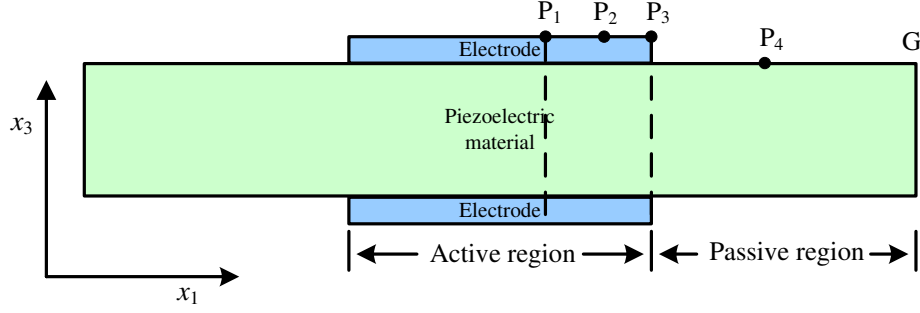 P1
P2
P3
P4
G
Electrode
x3
Piezoelectric
material
Electrode
Active region
Passive region
x1